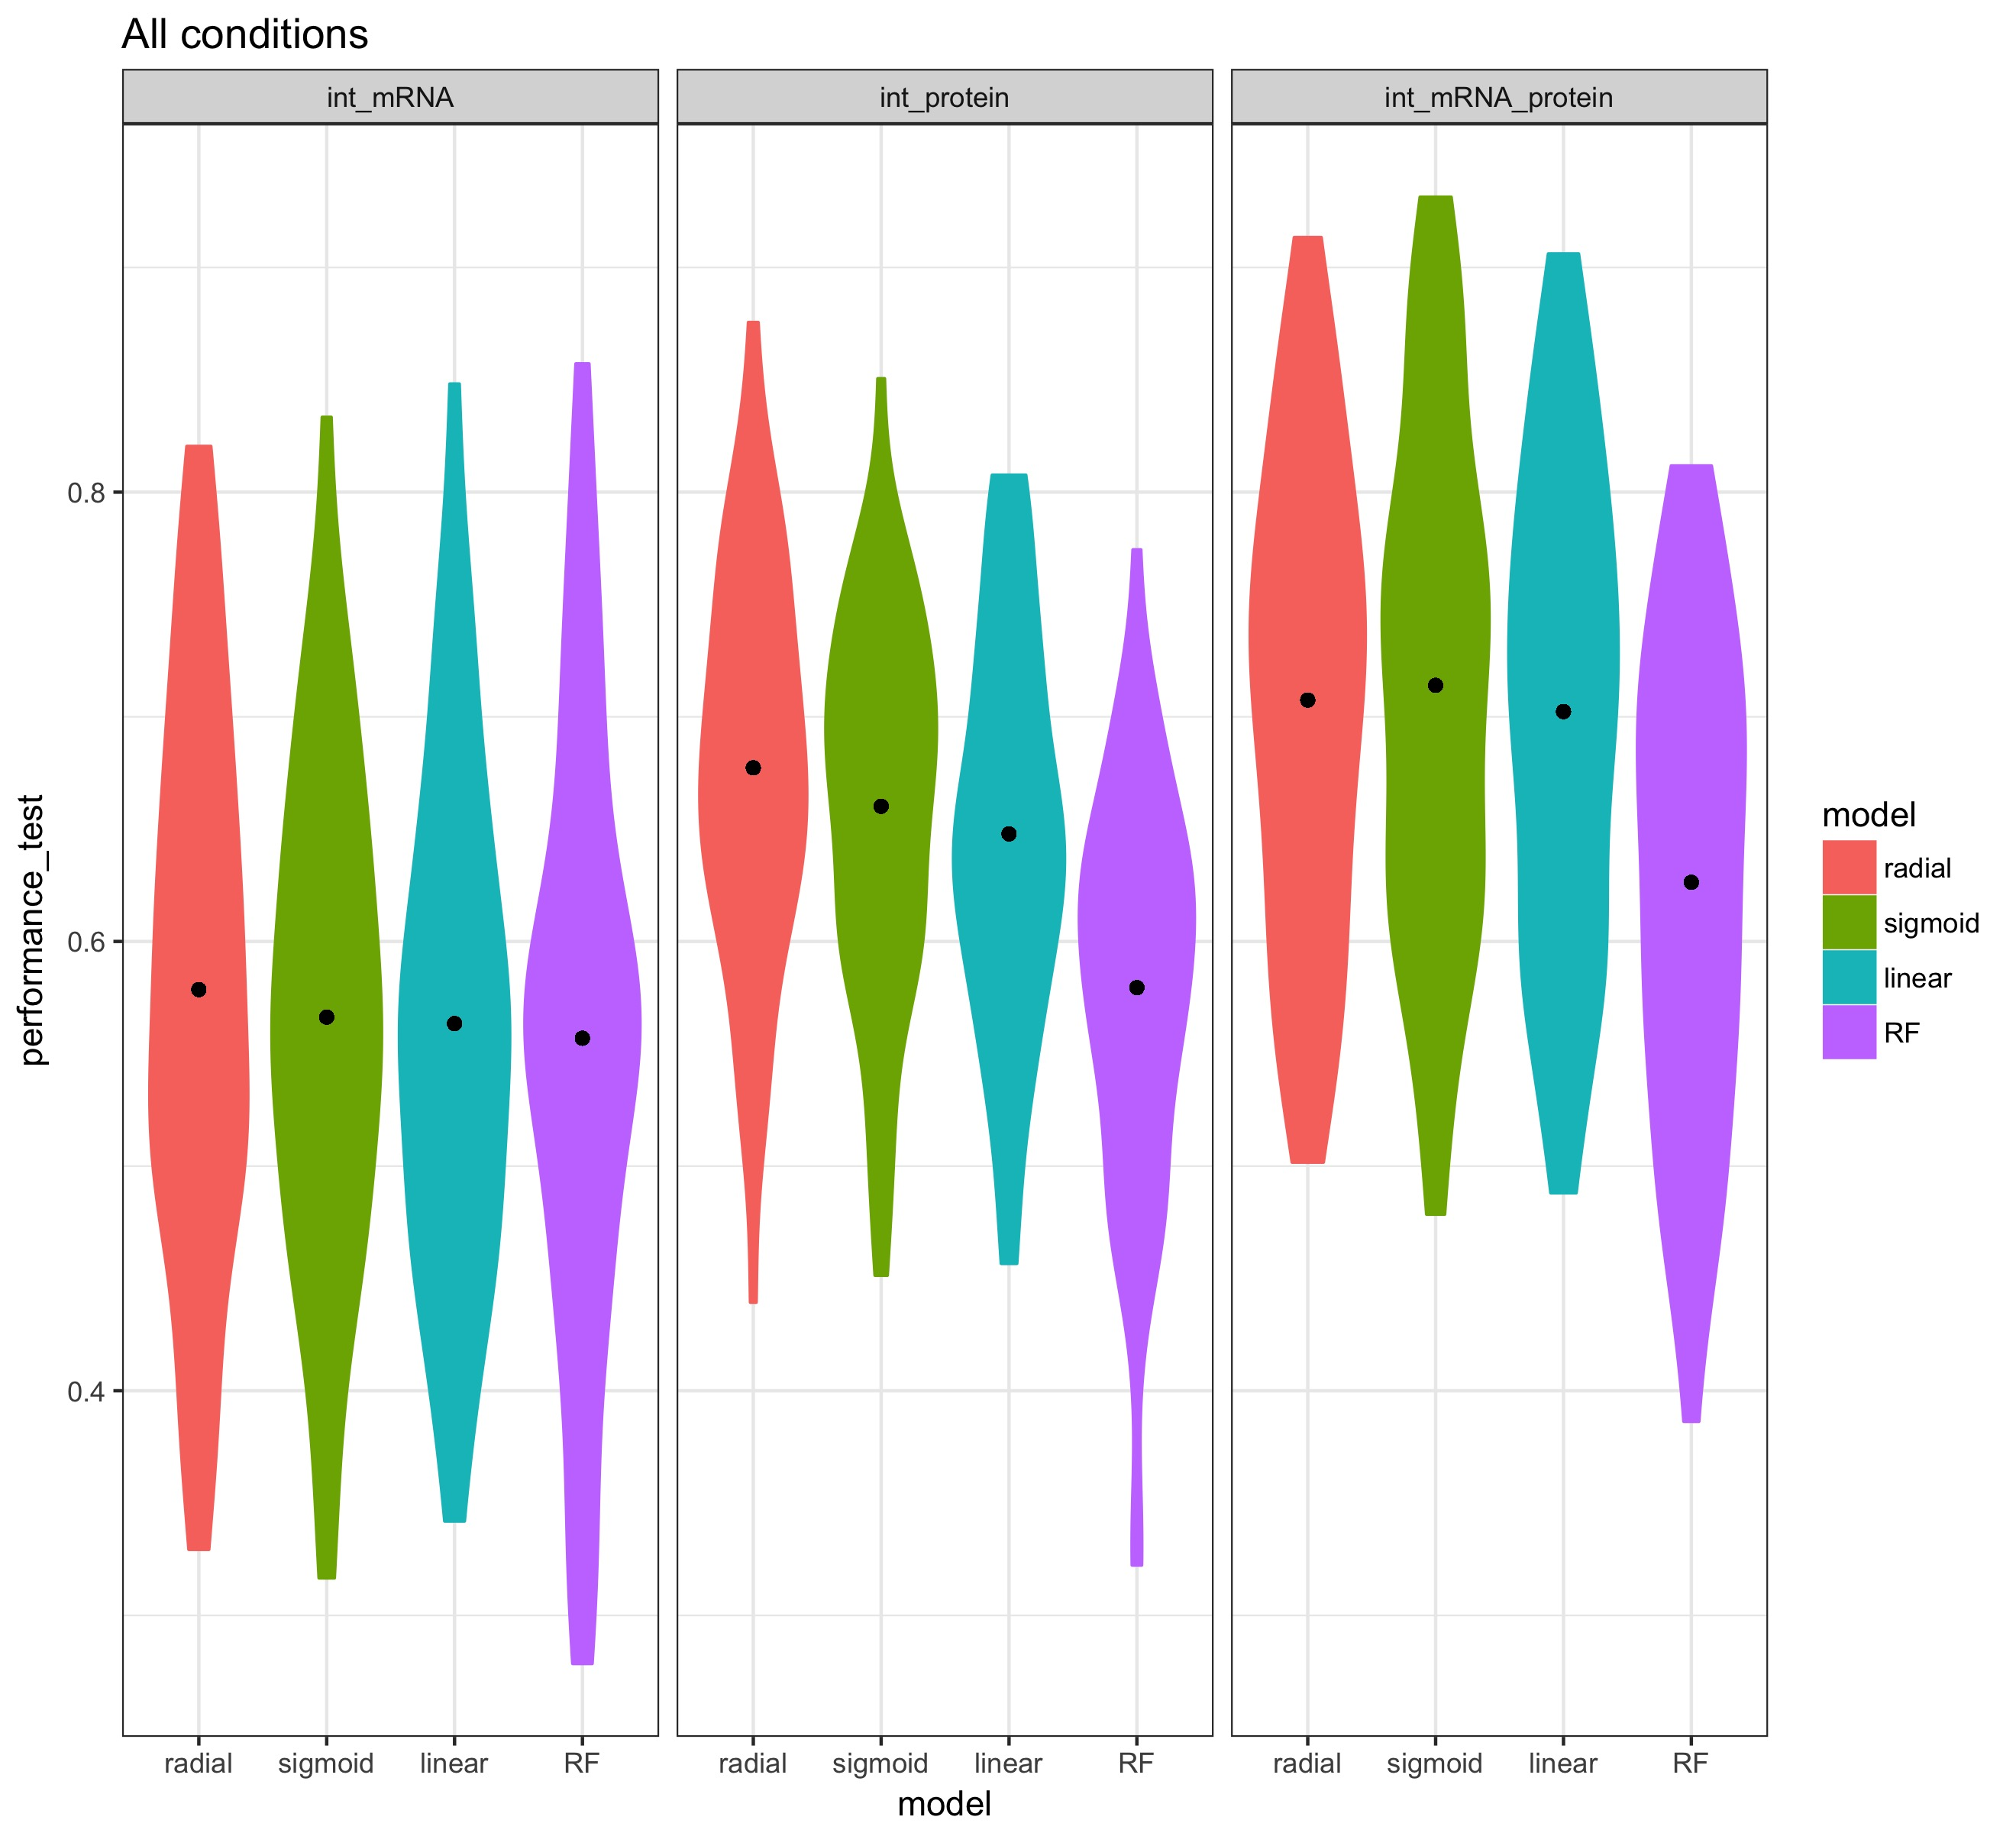 All conditions
int_mRNA
int_protein
int_mRNA_protein
performance_test
0.8
0.6
0.4
radial
sigmoid
linear
RF
radial
sigmoid
linear
RF
radial
sigmoid
linear
RF
model
model
radial
sigmoid
linear
RF